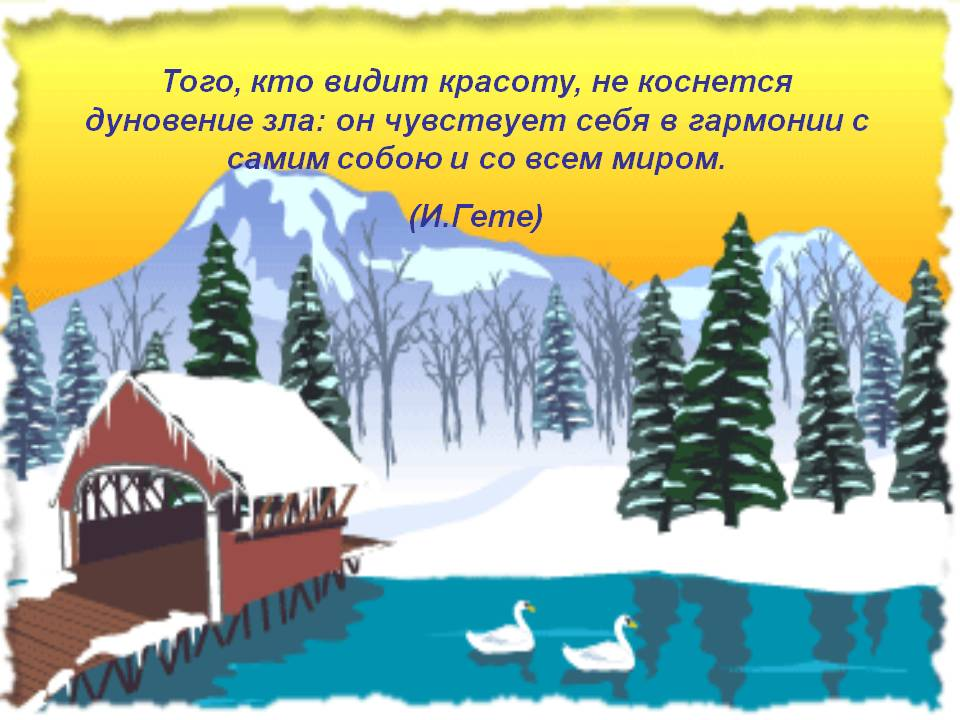 Того, кто видит красоту, не коснется
дуновение зла: он чувствует себя в гармонии с
самим собою и со всем миром.
(И.Гете)